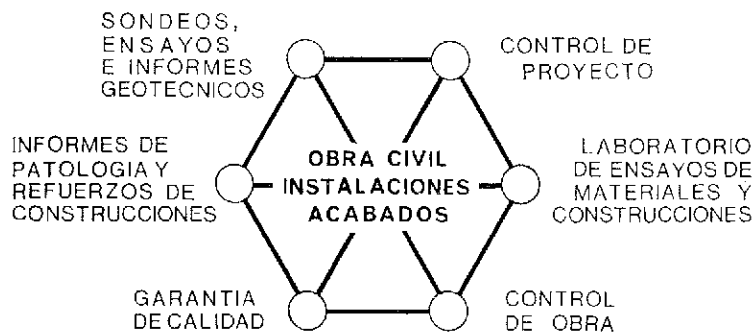 SONDEOS,
ENSAYOS
E INFORMES
GEOTECNICOS
CONTROL DE
PROYECTO
INFORMES DE
PATOLOGIA Y
REFUERZOS DE
CONSTRUCCIONES
OBRA CIVIL
INSTALACIONES
ACABADOS
LABORATORIO
DE ENSAYOS DE
MATERIALES Y
CONSTRUCCIONES
GARANTIA
DE CALIDAD
CONTROL
DE OBRA